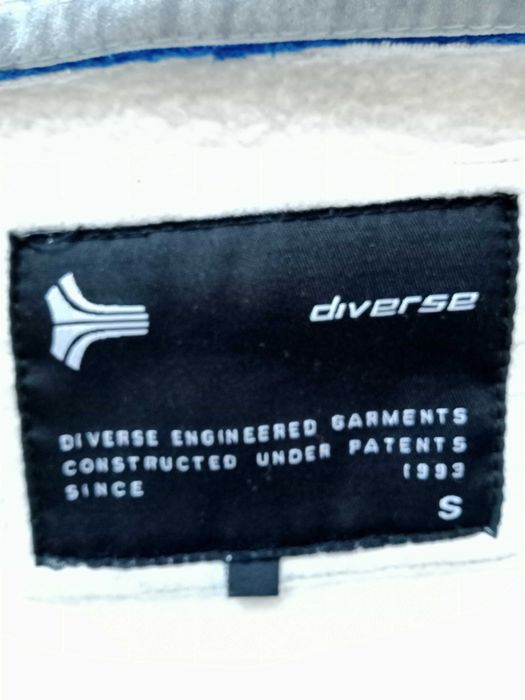 diverse
DIVERSE ENGINEERED GARMENTS
CONSTRUCTED UNDER PATENTS
SINCE 1993
S